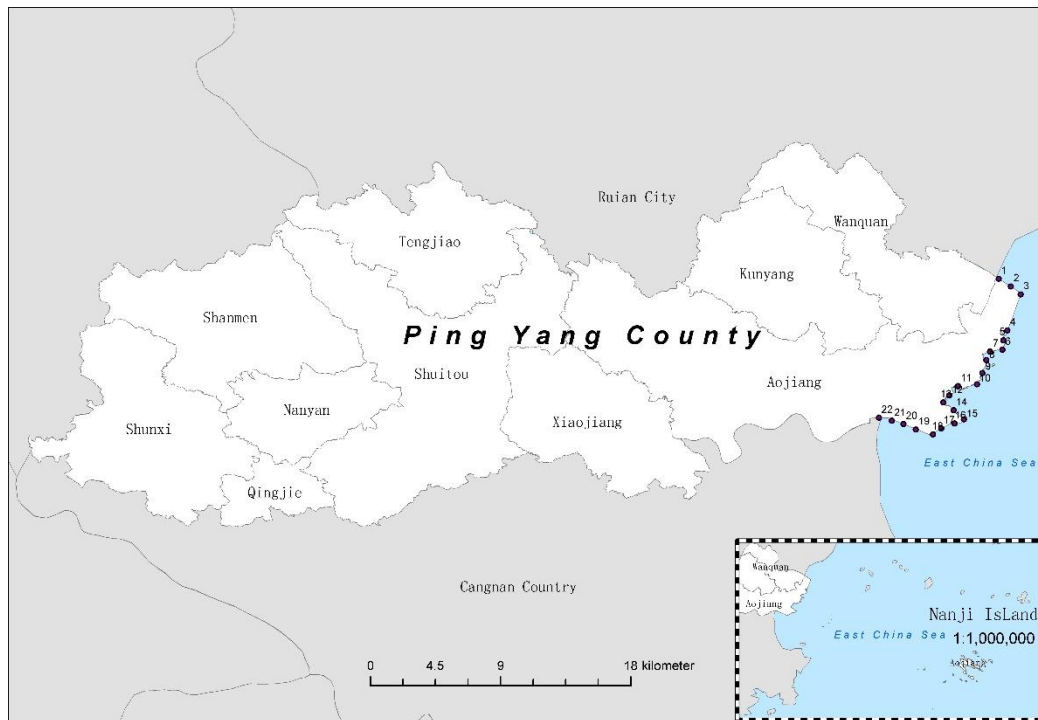 Ruian City
Wanquan
Tengjiao
Kunyang
1
2
3
Shanmen
Ping Yang County
4
5
6
7
8
9
Shuitou
Aojiang
10
11
12
13
14
15
16
17
18
19
20
21
22
Nanyan
Shunxi
Xiaojiang
East China Sea
Qingjie
Cangnan Country
0 4.5 9 18 kilometer
Wanquan
Aojiang
Nanji IsLand
East China Sea
1:1,000,000
Aojiang